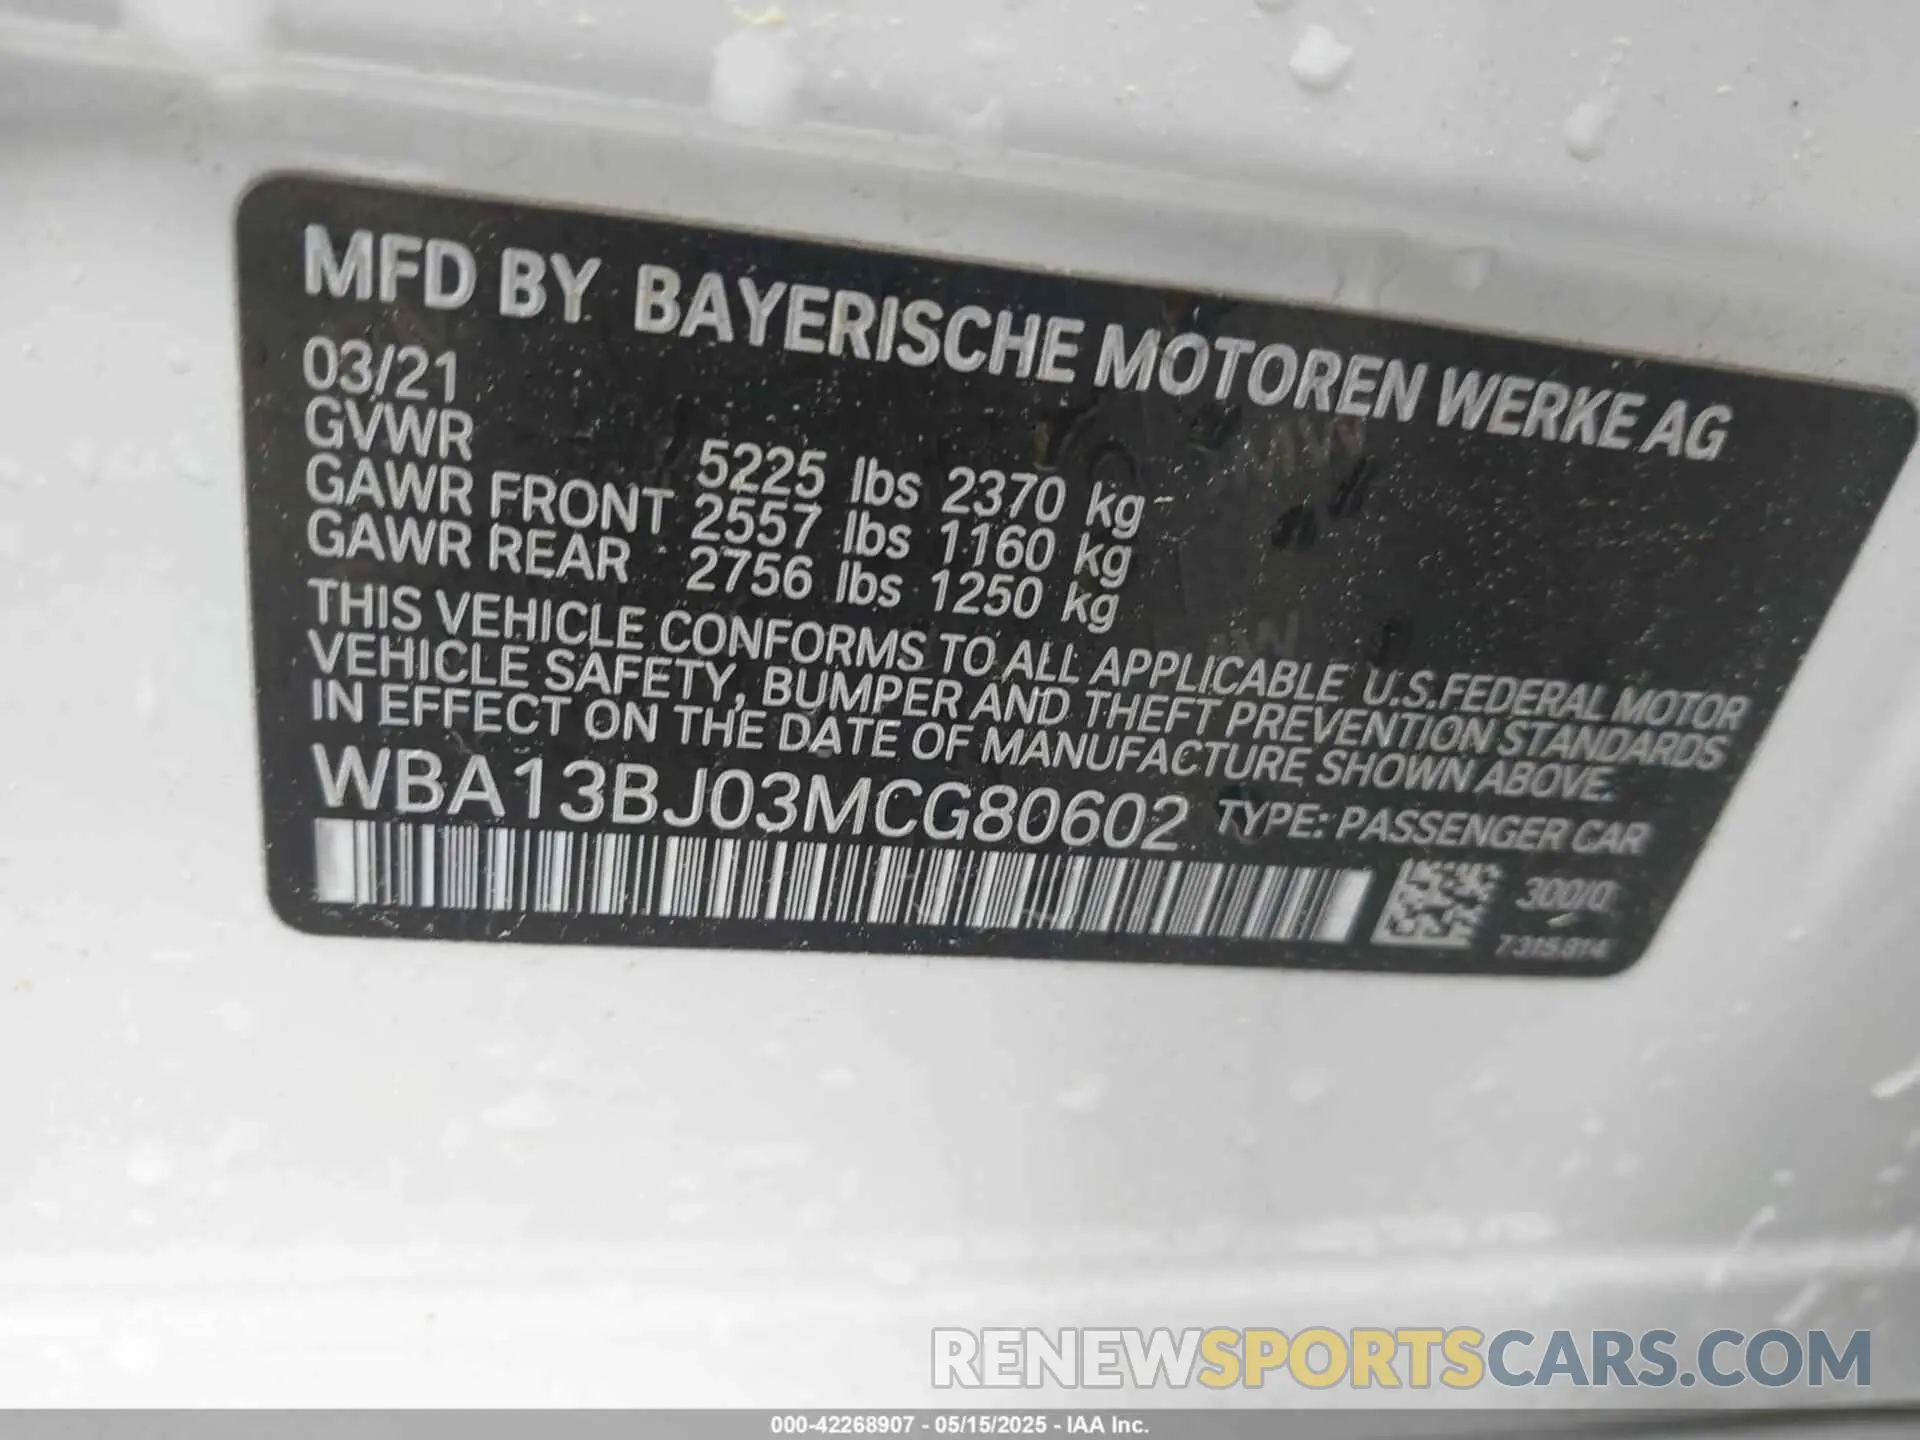 MFD BY BAYERISCHE MOTOREN WERKE AG
03/21
GVWR 5225 lbs 2370 kg
GAWR FRONT 2557 lbs 1160 kg
GAWR REAR 2756 lbs 1250 kg
THIS VEHICLE CONFORMS TO ALL APPLICABLE U.S.FEDERAL MOTOR
VEHICLE SAFETY, BUMPER AND THEFT PREVENTION STANDARDS
IN EFFECT ON THE DATE OF MANUFACTURE SHOWN ABOVE.
WBA13BJ03MCG80602 TYPE: PASSENGER CAR
300/0
7315814
RENEWSPORTSCARS.COM
000-42268907 - 05/15/2025 - IAA Inc.